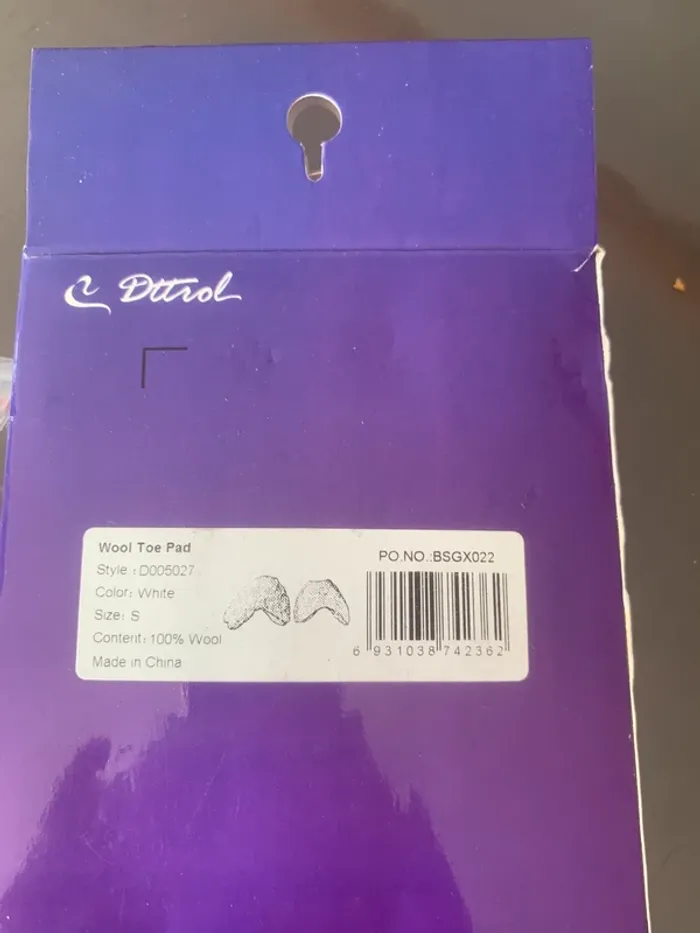 Dttrol
Wool Toe Pad
Style : D005027
Color: White
Size: S
Content: 100% Wool
Made in China
PO.NO.:BSGX022
6 931038 742362